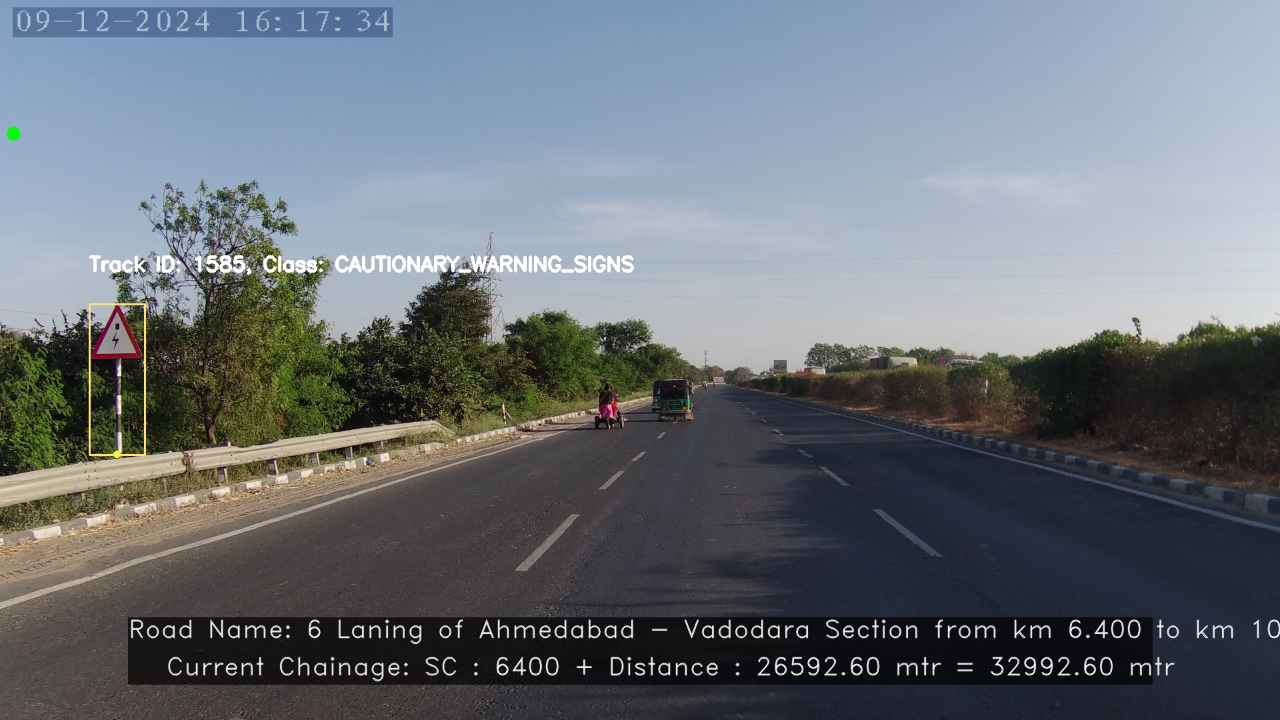 09-12-2024 16:17:34
Track ID: 1585, Class: CAUTIONARY_WARNING_SIGNS
Road Name: 6 Laning of Ahmedabad - Vadodara Section from km 6.400 to km 10
Current Chainage: SC : 6400 + Distance : 26592.60 mtr = 32992.60 mtr